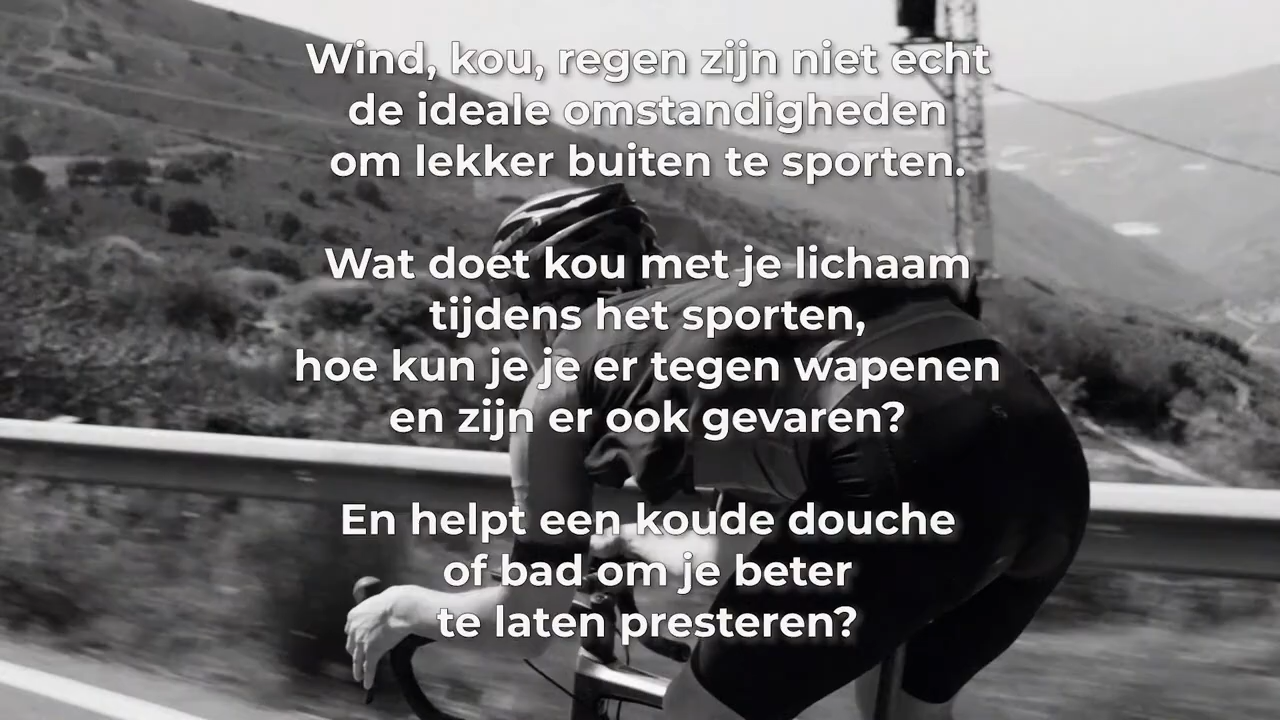 Wind, kou, regen zijn niet echt
de ideale omstandigheden
om lekker buiten te sporten.
Wat doet kou met je lichaam
tijdens het sporten,
hoe kun je je er tegen wapenen
en zijn er ook gevaren?
En helpt een koude douche
of bad om je beter
te laten presteren?